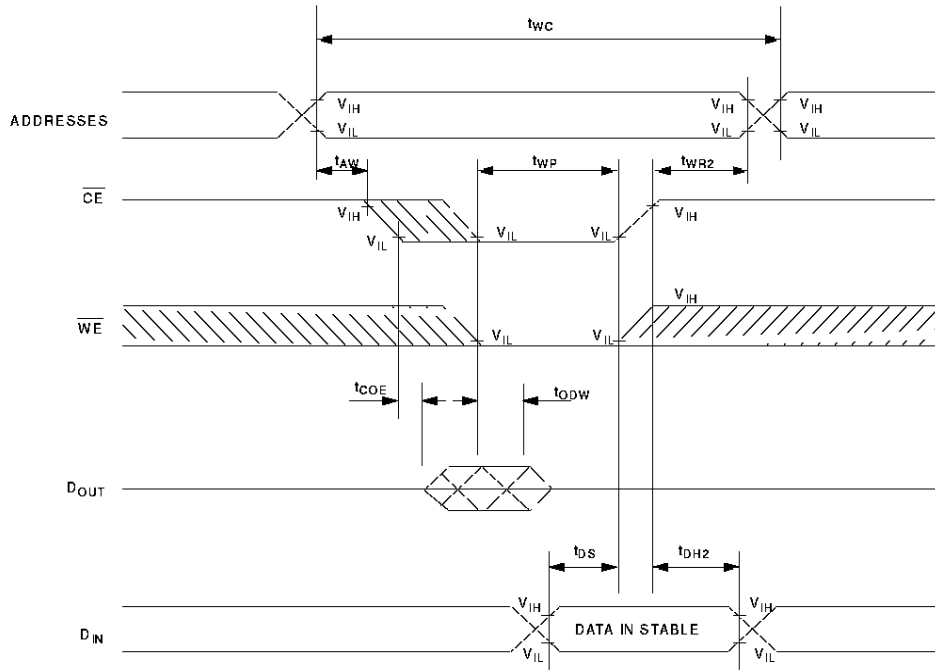 tWC
ADDRESSES
VIH
VIL
VIH
VIL
VIH
VIL
tAW
tWP
tWR2
CE
VIH
VIL
VIL
VIL
VIH
WE
VIH
VIL
VIL
tCOE
tODW
DOUT
tDS
tDH2
DIN
VIH
VIL
DATA IN STABLE
VIH
VIL